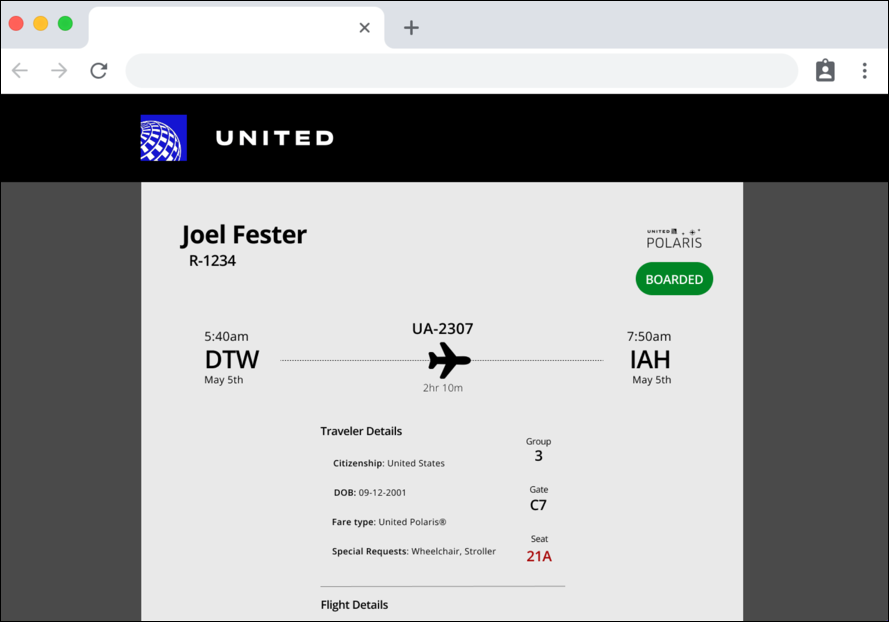 UNITED
Joel Fester
R-1234
UNITED
POLARIS
BOARDED
5:40am
DTW
May 5th
UA-2307
2hr 10m
7:50am
IAH
May 5th
Traveler Details
Citizenship: United States
DOB: 09-12-2001
Fare type: United Polaris®
Special Requests: Wheelchair, Stroller
Group
3
Gate
C7
Seat
21A
Flight Details